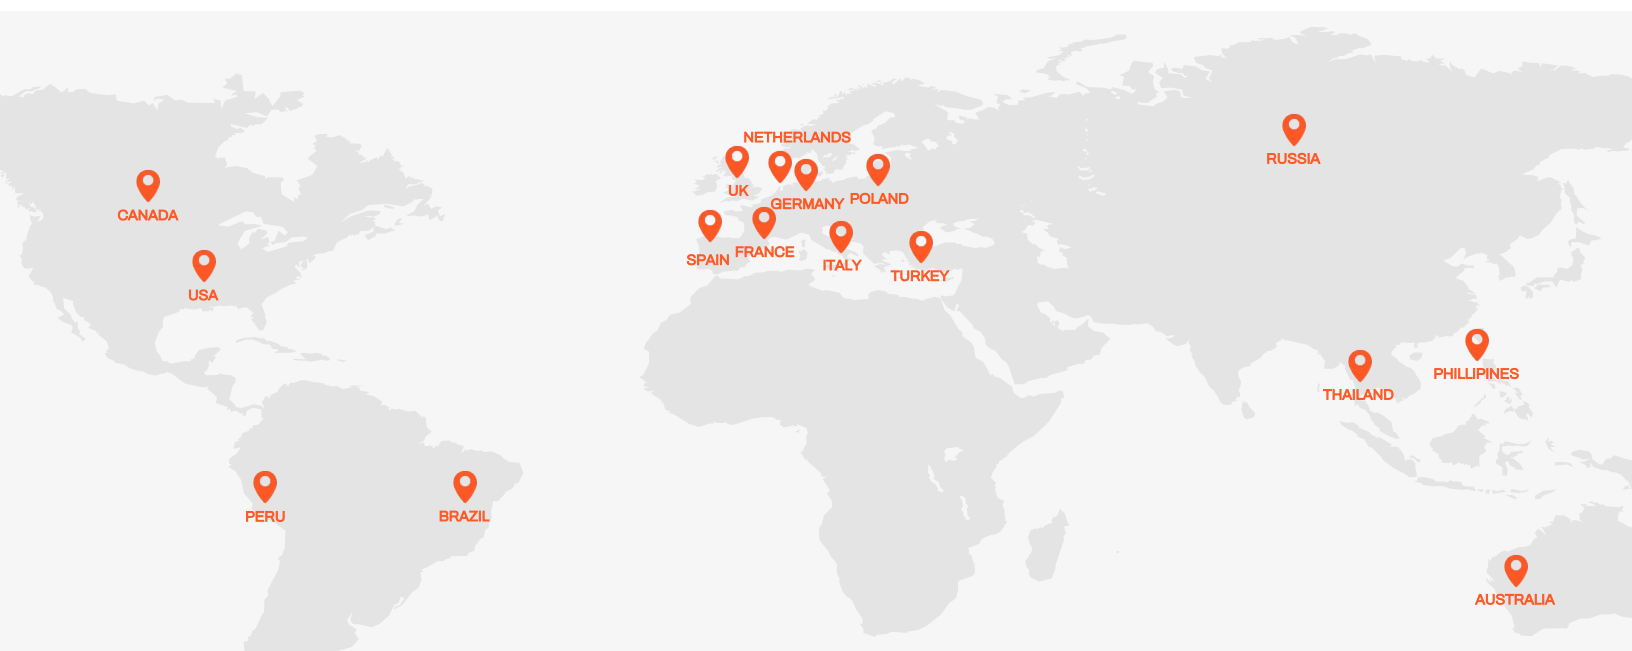 NETHERLANDS
RUSSIA
UK
GERMANY
POLAND
CANADA
SPAIN
FRANCE
ITALY
TURKEY
USA
PHILLIPINES
THAILAND
PERU
BRAZIL
AUSTRALIA